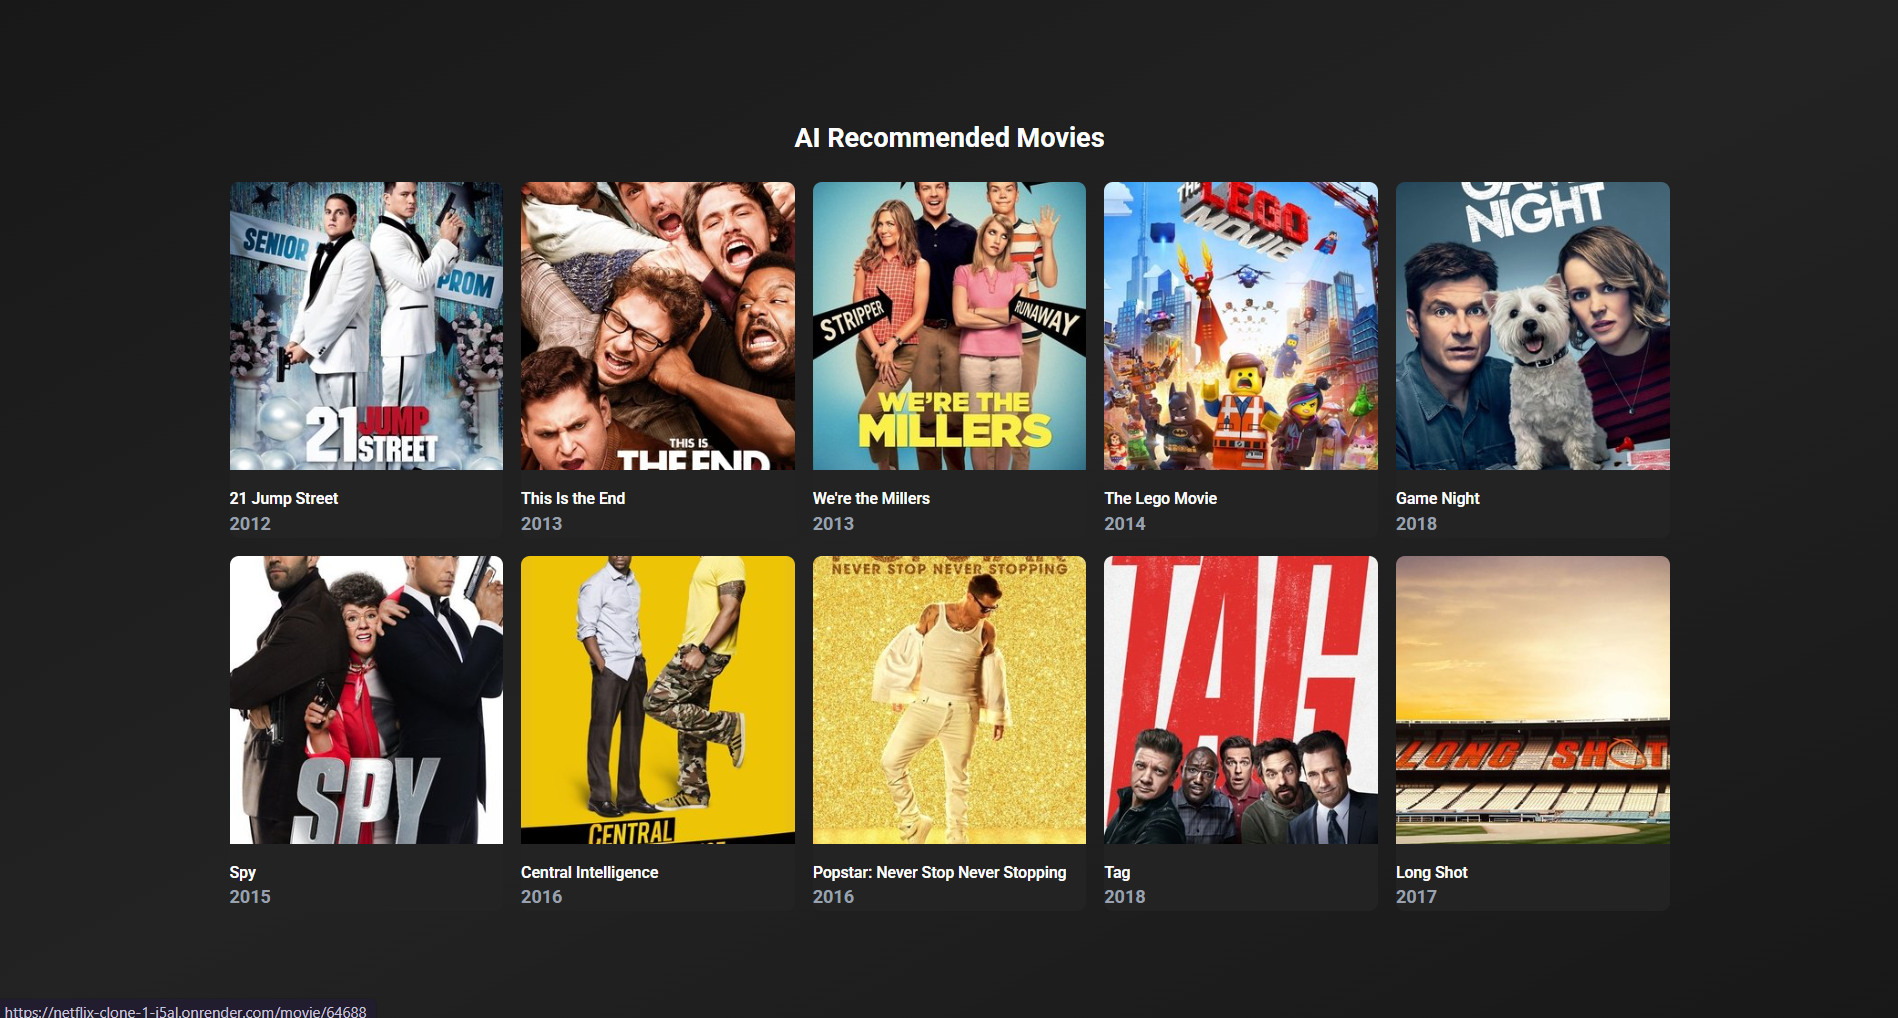 AI Recommended Movies
SENIOR
PROM
21 JUMP
STREET
THIS IS
THE END
STRIPPER
RUNAWAY
WE'RE THE
MILLERS
THE
LEGO
MOVIE
GAME
NIGHT
21 Jump Street
2012
This Is the End
2013
We're the Millers
2013
The Lego Movie
2014
Game Night
2018
SPY
CENTRAL
NEVER STOP NEVER STOPPING
TAG
LONG SHOT
Spy
2015
Central Intelligence
2016
Popstar: Never Stop Never Stopping
2016
Tag
2018
Long Shot
2017
https://netflix-clone-1-j5al.onrender.com/movie/64688